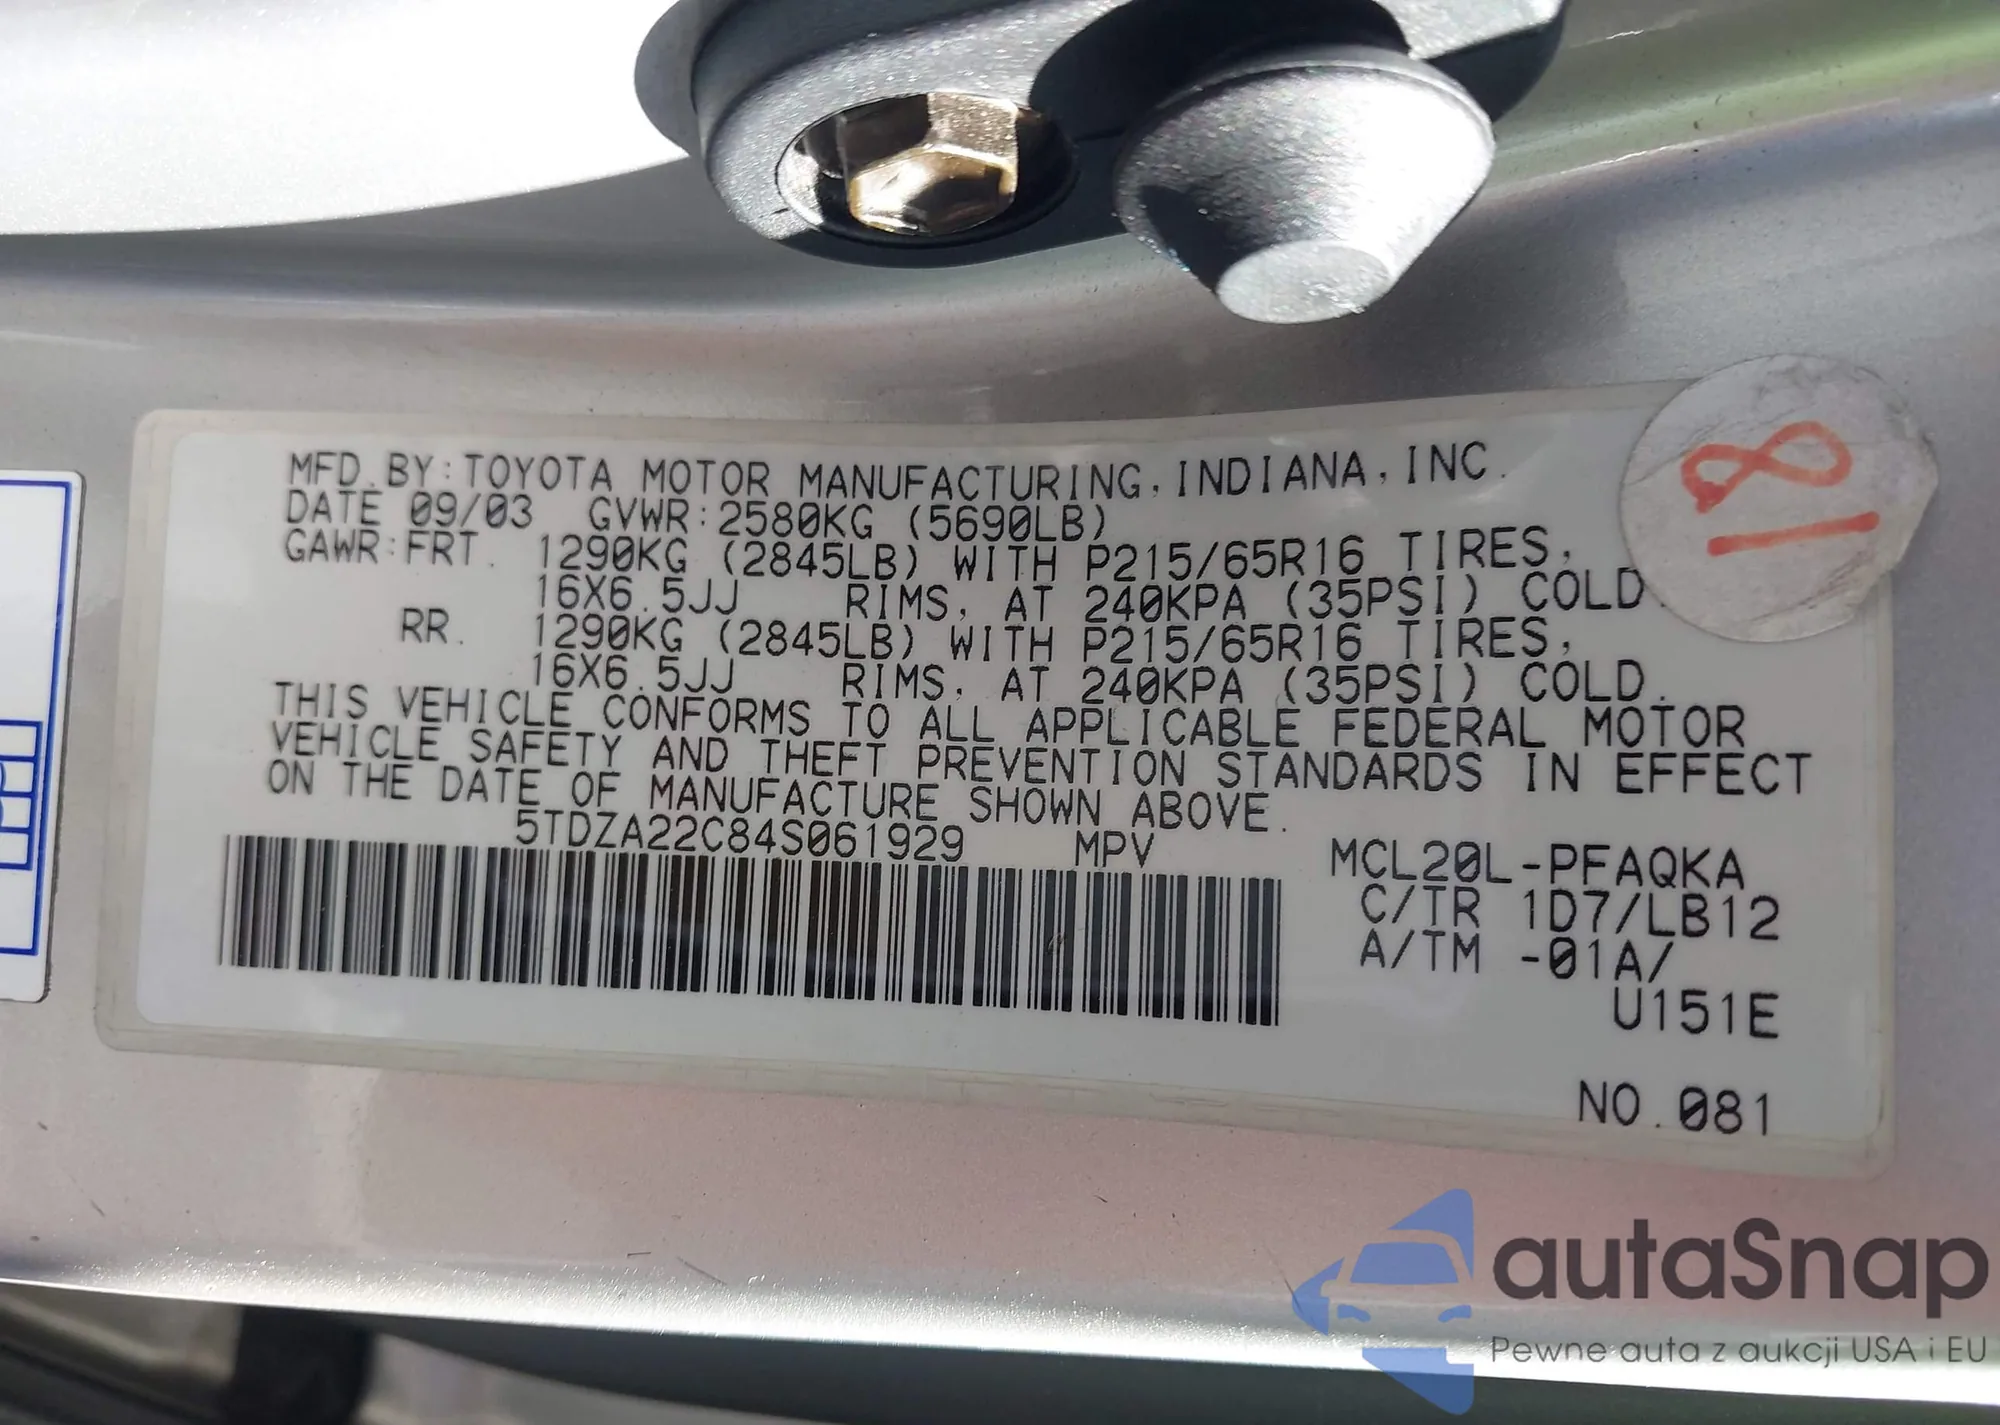 MFD.BY:TOYOTA MOTOR MANUFACTURING,INDIANA,INC.
DATE 09/03 GVWR:2580KG (5690LB)
GAWR:FRT. 1290KG (2845LB) WITH P215/65R16 TIRES,
16X6.5JJ RIMS, AT 240KPA (35PSI) COLD.
RR. 1290KG (2845LB) WITH P215/65R16 TIRES,
16X6.5JJ RIMS, AT 240KPA (35PSI) COLD.
THIS VEHICLE CONFORMS TO ALL APPLICABLE FEDERAL MOTOR
VEHICLE SAFETY AND THEFT PREVENTION STANDARDS IN EFFECT
ON THE DATE OF MANUFACTURE SHOWN ABOVE.
5TDZA22C84S061929 MPV
MCL20L-PFAQKA
C/TR 1D7/LB12
A/TM -01A/
U151E
NO.081
18
autaSnap
Pewne auta z aukcji USA i EU